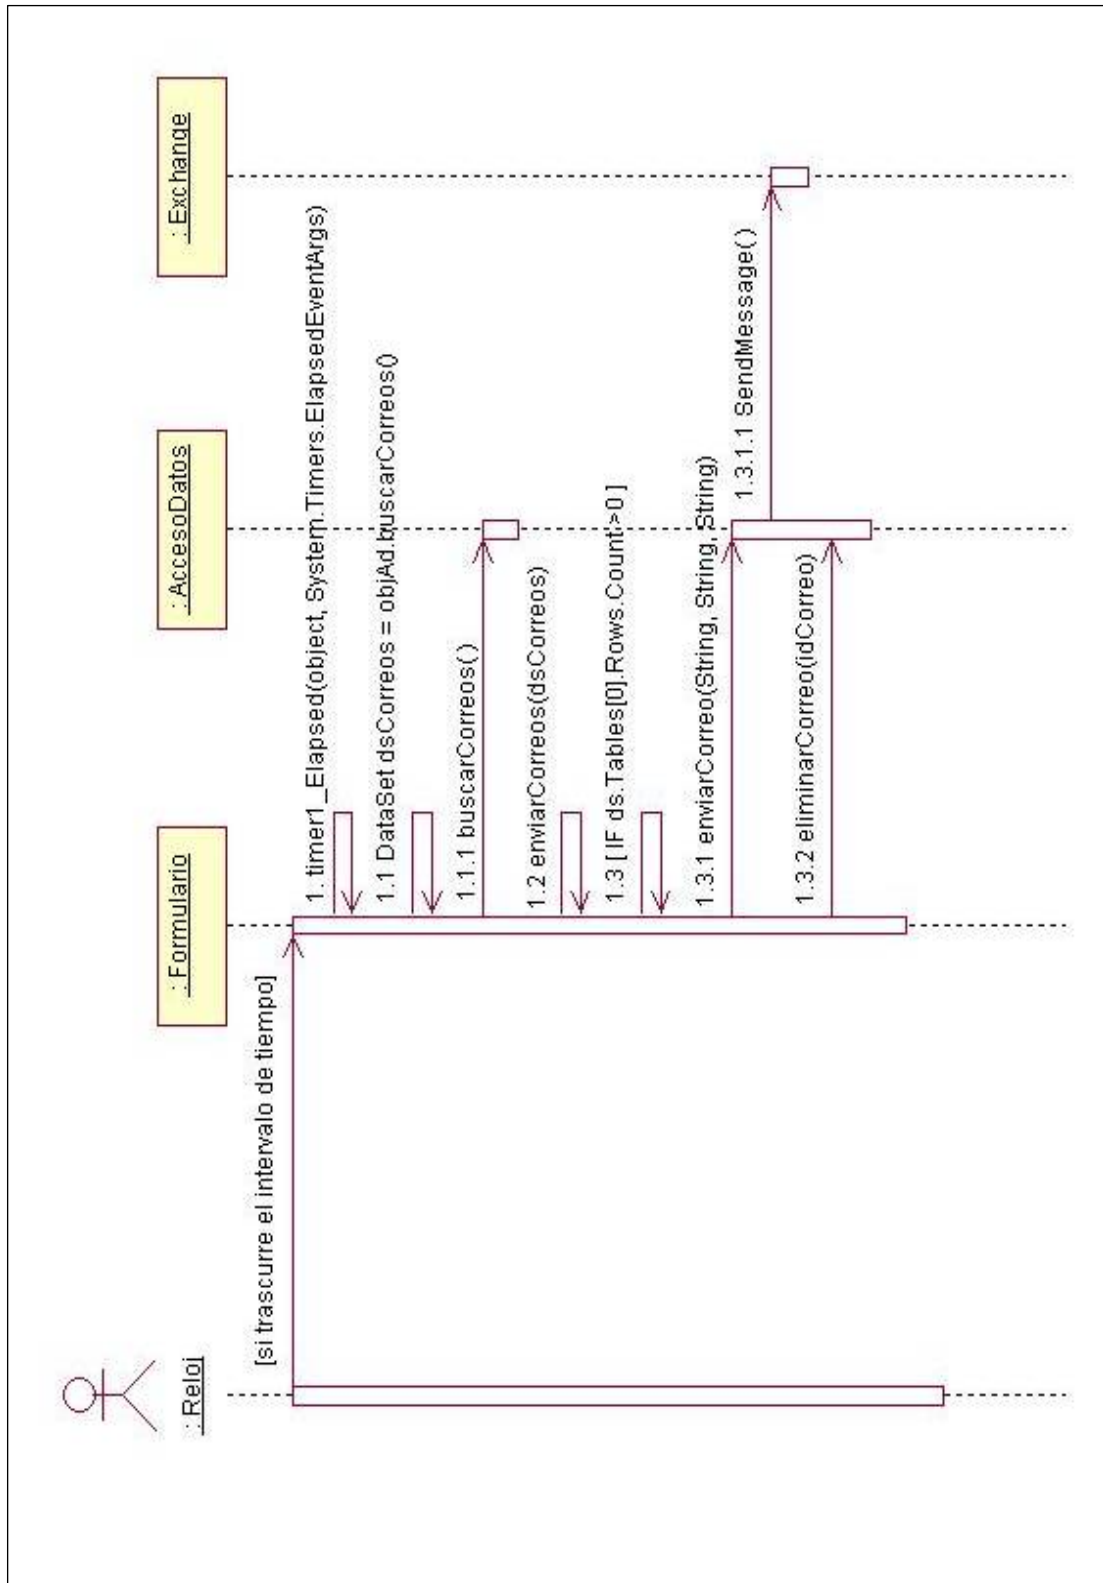 : Reloj
: Formulario
: AccesoDatos
: Exchange
[si trascurre el intervalo de tiempo]
1. timer1_Elapsed(object, System.Timers.ElapsedEventArgs)
1.1 DataSet dsCorreos = objAd.buscarCorreos()
1.1.1 buscarCorreos()
1.2 enviarCorreos(dsCorreos)
1.3 [ IF ds.Tables[0].Rows.Count>0 ]
1.3.1 enviarCorreo(String, String, String)
1.3.1.1 SendMessage( )
1.3.2 eliminarCorreo(idCorreo)